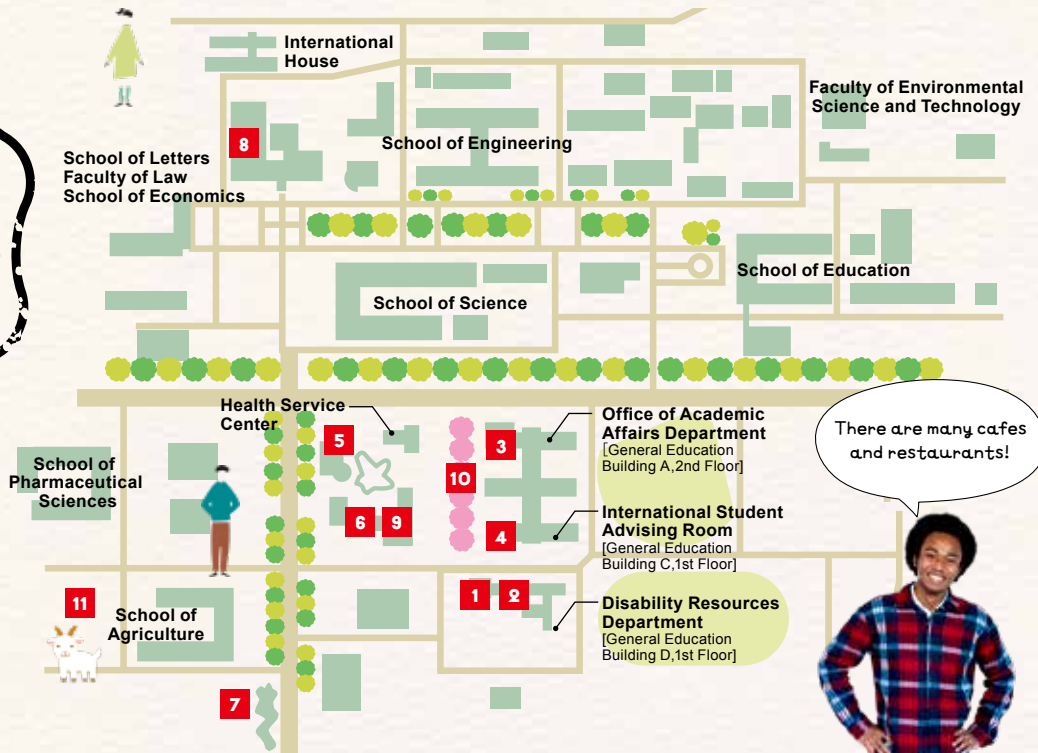 International
House
Faculty of Environmental
Science and Technology
8
School of Engineering
School of Letters
Faculty of Law
School of Economics
School of Education
School of Science
Health Service
Center
5
3
Office of Academic
Affairs Department
[General Education
Building A,2nd Floor]
There are many cafes
and restaurants!
School of
Pharmaceutical
Sciences
10
6
9
4
International Student
Advising Room
[General Education
Building C,1st Floor]
11
School of
Agriculture
1
2
Disability Resources
Department
[General Education
Building D,1st Floor]
7